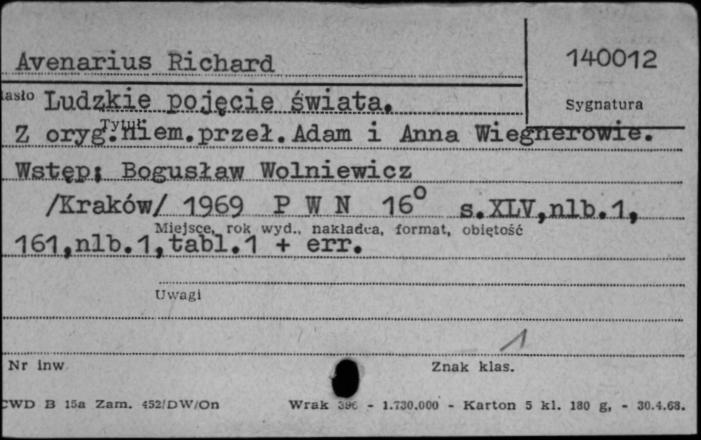 Avenarius Richard
140012
asło Ludzkie pojęcie świata.
Sygnatura
Tytuł
Z oryg.niem.przeł.Adam i Anna Wiegnerowie.
Wstęp: Bogusław Wolniewicz
/Kraków/ 1969 P W N 16° s.XLV,nlb.1,
Miejsce, rok wyd., nakładca, format, objętość
161,nlb.1,tabl.1 + err.
Uwagi
1
Nr inw
Znak klas.
CWD B 15a Zam. 452/DW/On Wrak 396 - 1.730.000 - Karton 5 kl. 180 g, - 30.4.68.